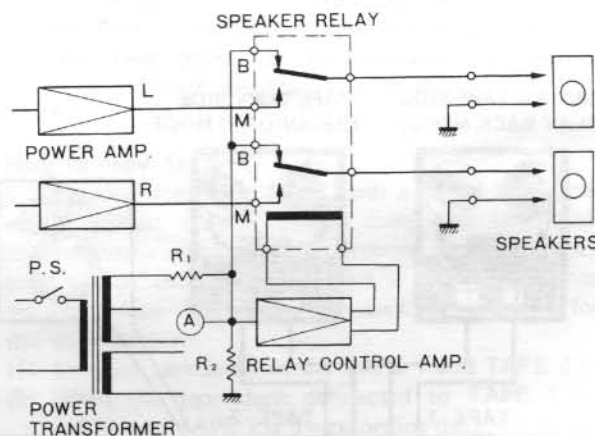 SPEAKER RELAY
B
L
M
POWER AMP.
B
R
M
SPEAKERS
R₁
P.S.
A
R₂
RELAY CONTROL AMP.
POWER
TRANSFORMER